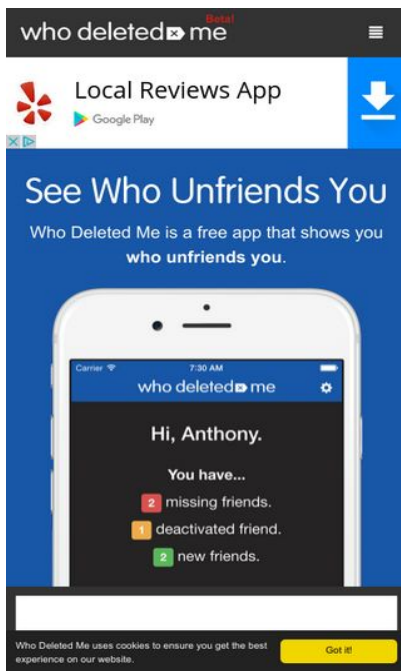 Beta!
who deleted me
Local Reviews App
Google Play
See Who Unfriends You
Who Deleted Me is a free app that shows you
who unfriends you.
Carrier 7:30 AM
who deleted me
Hi, Anthony.
You have...
2 missing friends.
1 deactivated friend.
2 new friends.
Who Deleted Me uses cookies to ensure you get the best
experience on our website.
Got it!